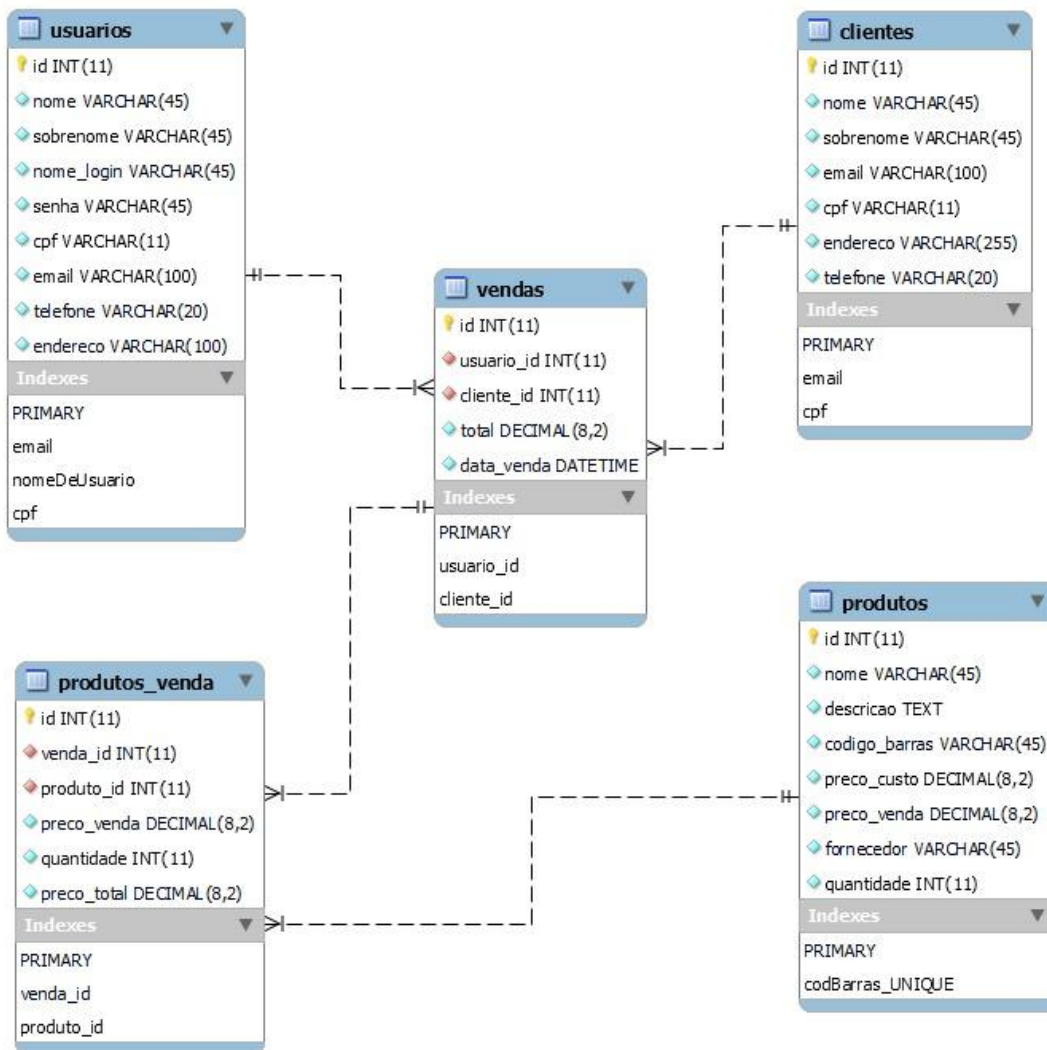 usuarios
id INT(11)
nome VARCHAR(45)
sobrenome VARCHAR(45)
nome_login VARCHAR(45)
senha VARCHAR(45)
cpf VARCHAR(11)
email VARCHAR(100)
telefone VARCHAR(20)
endereco VARCHAR(100)
Indexes
PRIMARY
email
nomeDeUsuario
cpf
clientes
id INT(11)
nome VARCHAR(45)
sobrenome VARCHAR(45)
email VARCHAR(100)
cpf VARCHAR(11)
endereco VARCHAR(255)
telefone VARCHAR(20)
Indexes
PRIMARY
email
cpf
vendas
id INT(11)
usuario_id INT(11)
cliente_id INT(11)
total DECIMAL(8,2)
data_venda DATETIME
Indexes
PRIMARY
usuario_id
cliente_id
produtos_venda
id INT(11)
venda_id INT(11)
produto_id INT(11)
preco_venda DECIMAL(8,2)
quantidade INT(11)
preco_total DECIMAL(8,2)
Indexes
PRIMARY
venda_id
produto_id
produtos
id INT(11)
nome VARCHAR(45)
descricao TEXT
codigo_barras VARCHAR(45)
preco_custo DECIMAL(8,2)
preco_venda DECIMAL(8,2)
fornecedor VARCHAR(45)
quantidade INT(11)
Indexes
PRIMARY
codBarras_UNIQUE